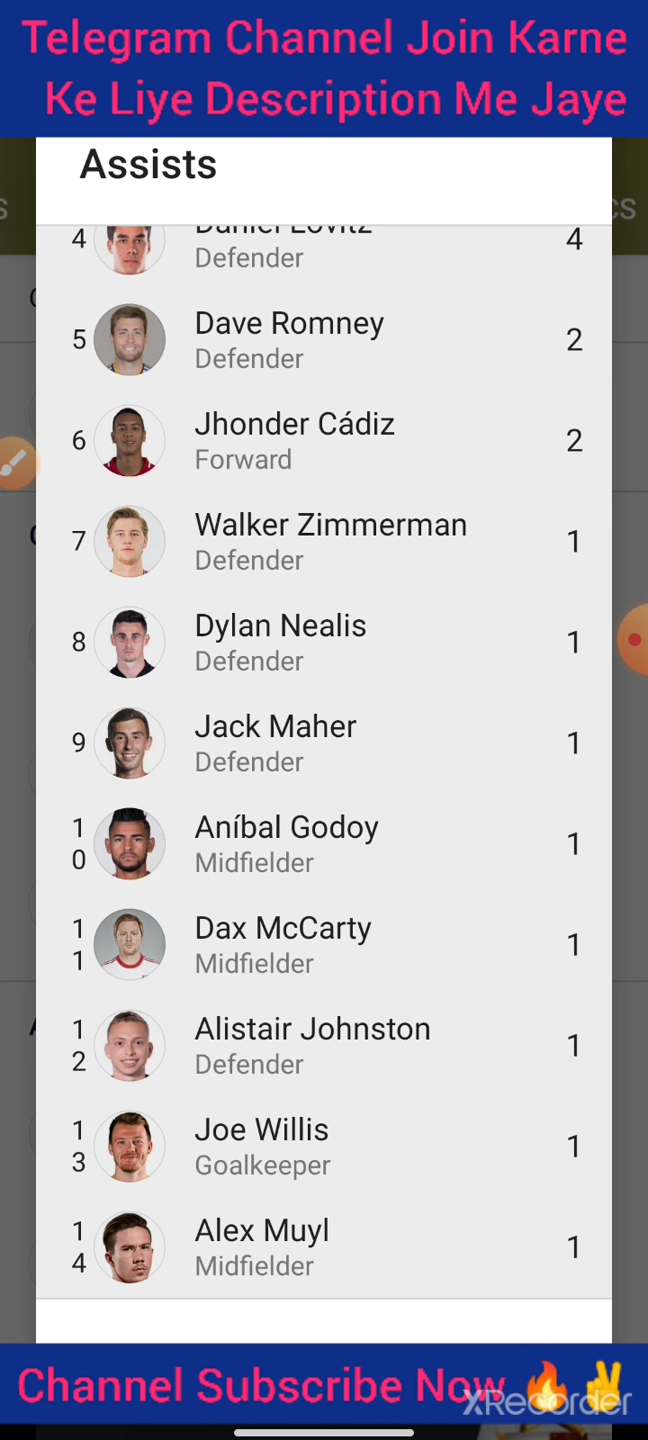 Telegram Channel Join Karne
Ke Liye Description Me Jaye
Assists
4 Daniel Lovitz 4
Defender
5 Dave Romney 2
Defender
6 Jhonder Cádiz 2
Forward
7 Walker Zimmerman 1
Defender
8 Dylan Nealis 1
Defender
9 Jack Maher 1
Defender
10 Aníbal Godoy 1
Midfielder
11 Dax McCarty 1
Midfielder
12 Alistair Johnston 1
Defender
13 Joe Willis 1
Goalkeeper
14 Alex Muyl 1
Midfielder
Channel Subscribe Now 🔥✌
XRecorder